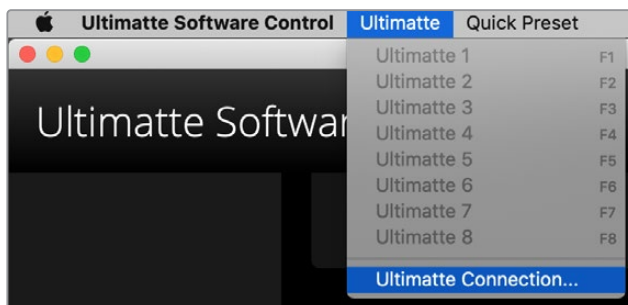 Ultimatte Software Control Ultimatte Quick Preset
Ultimatte 1 F1
Ultimatte 2 F2
Ultimatte 3 F3
Ultimatte 4 F4
Ultimatte 5 F5
Ultimatte 6 F6
Ultimatte 7 F7
Ultimatte 8 F8
Ultimatte Connection...
Ultimatte Softwar